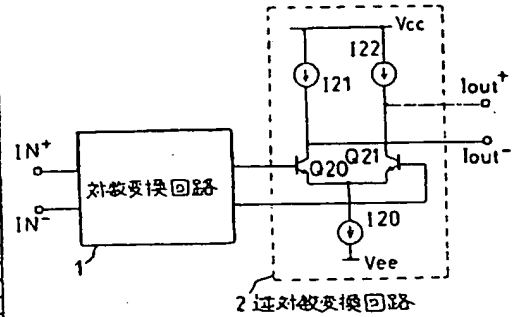 Vcc
I22
I21
Iout+
Iout-
IN+
IN-
対数変換回路
Q20
Q21
I20
Vee
1
2 逆対数変換回路